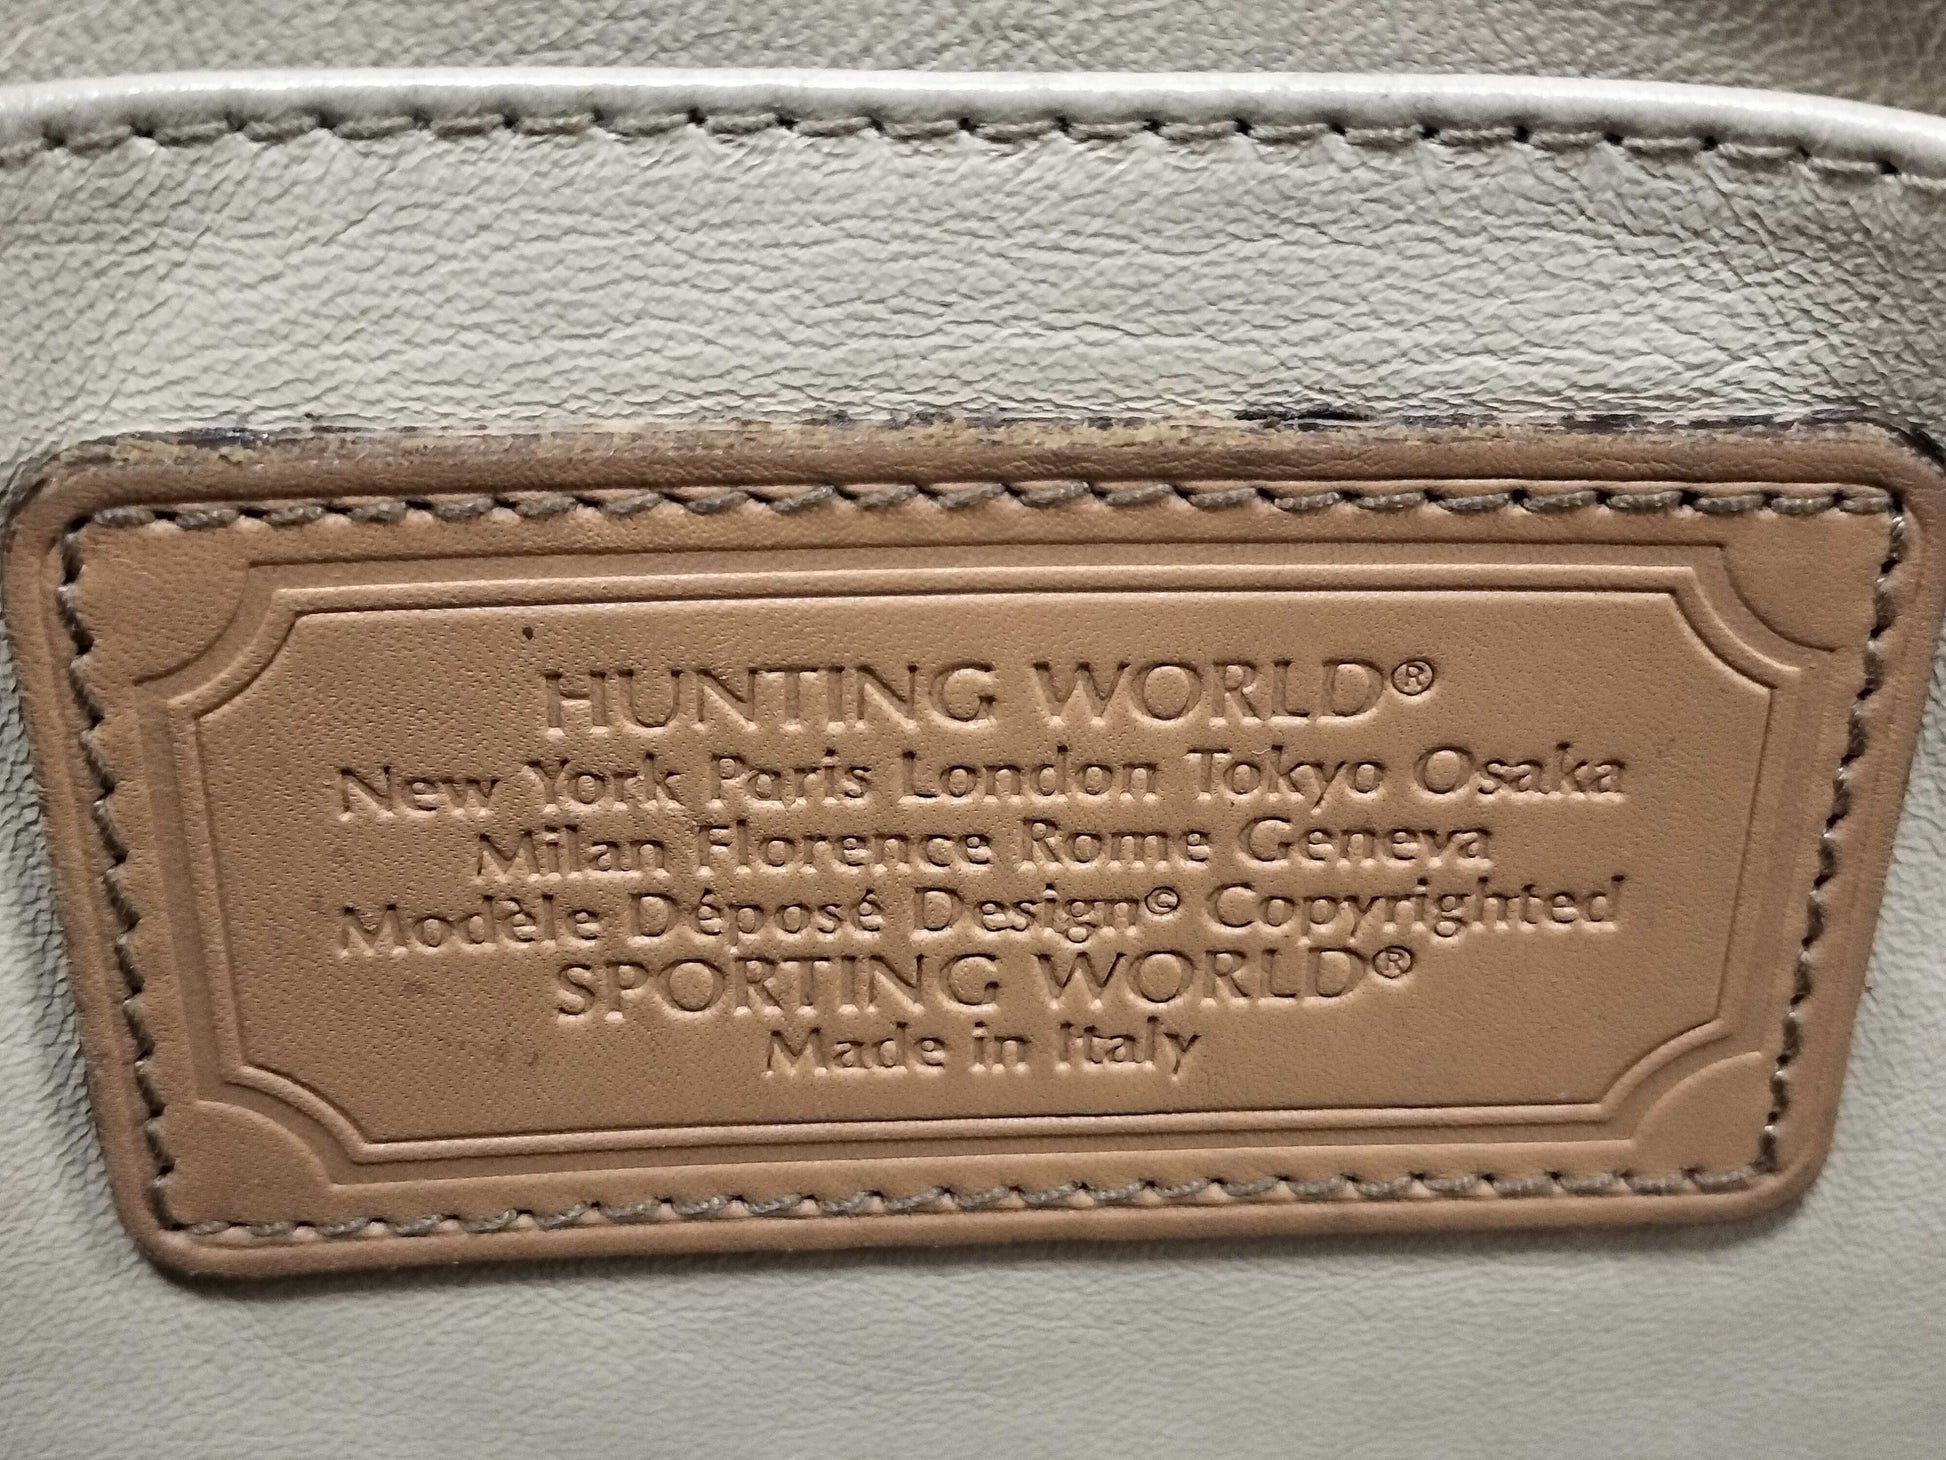 HUNTING WORLD®
New York Paris London Tokyo Osaka
Milan Florence Rome Geneva
Modèle Déposé Design© Copyrighted
SPORTING WORLD®
Made in Italy